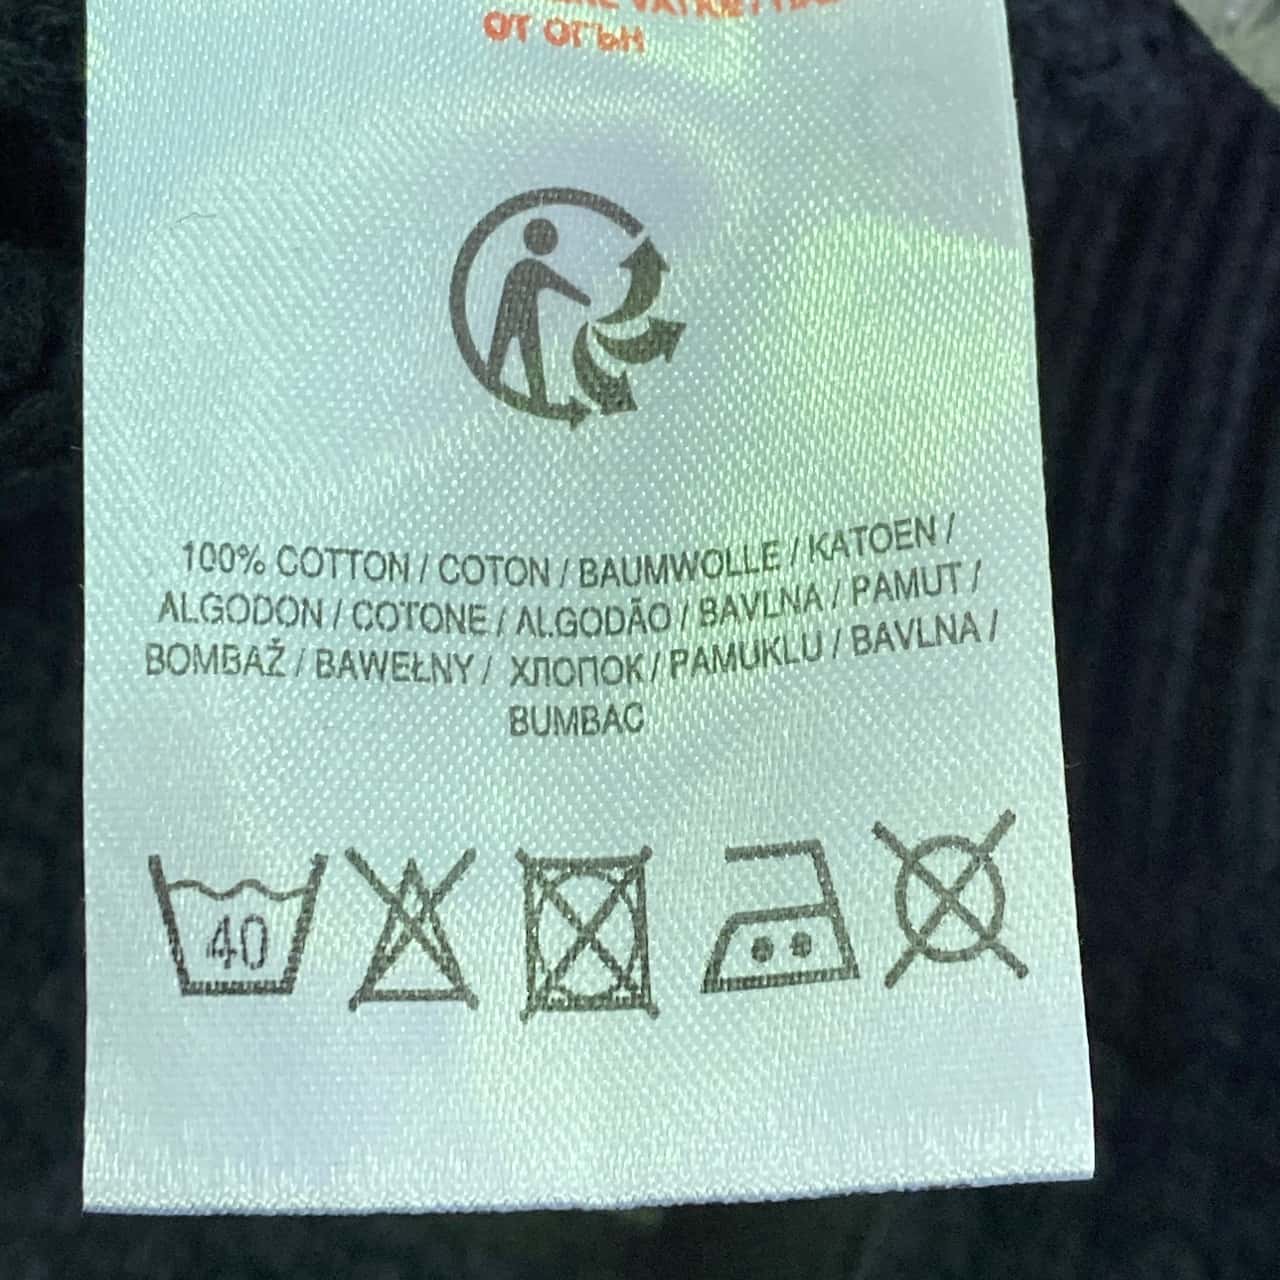 ОТ ОГЪН
100% COTTON / COTON / BAUMWOLLE / KATOEN /
ALGODON / COTONE / ALGODÃO / BAVLNA / PAMUT /
BOMBAŽ / BAWEŁNY / ХЛОПОК / PAMUKLU / BAVLNA /
BUMBAC
40